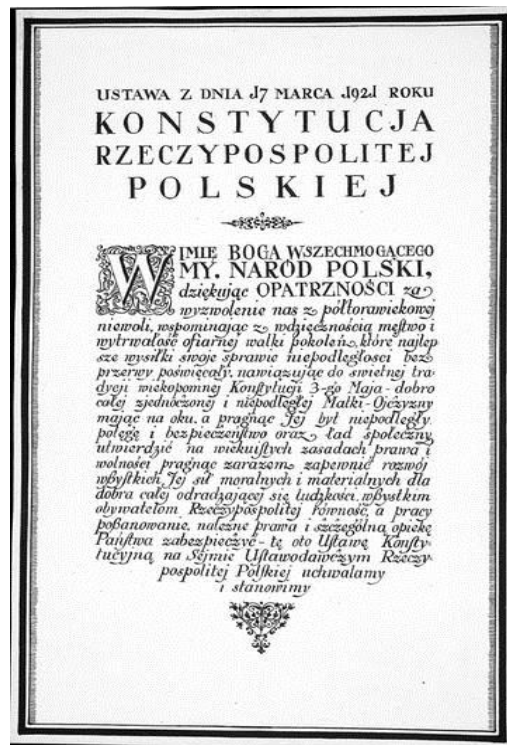 USTAWA Z DNIA 17 MARCA 1921 ROKU
KONSTYTUCJA
RZECZYPOSPOLITEJ
POLSKIEJ
W IMIE BOGA WSZECHMOGĄCEGO
MY, NARÓD POLSKI,
dziękując OPATRZNOŚCI za
wyzwolenie nas z półtorawiekowej
niewoli, wspominając z wdzięcznością męstwo i
wytrwałość ofiarnej walki pokoleń, które najlep
sze wysiłki swoje sprawie niepodległości bez
przerwy poświęcały, nawiązując do świetnej tra
dycji wiekopomnej Konstytucji 3-go Maja - dobro
całej zjednoczonej i niepodległej Matki-Ojczyzny
mając na oku, a pragnąc Jej byt niepodległy,
potęgę i bezpieczeństwo oraz ład społeczny
utwierdzić na wiekuistych zasadach prawa i
wolności pragnąc zarazem zapewnić rozwój
wszystkich Jej sił moralnych i materialnych dla
dobra całej odradzającej się ludzkości, wszystkim
obywatelom Rzeczypospolitej równość, a pracy
poszanowanie, należne prawa i szczególną opiekę
Państwa zabezpieczyć - tę oto Ustawę Konsty-
tucyjną na Sejmie Ustawodawczym Rzeczy-
pospolitej Polskiej uchwalamy
i stanowimy